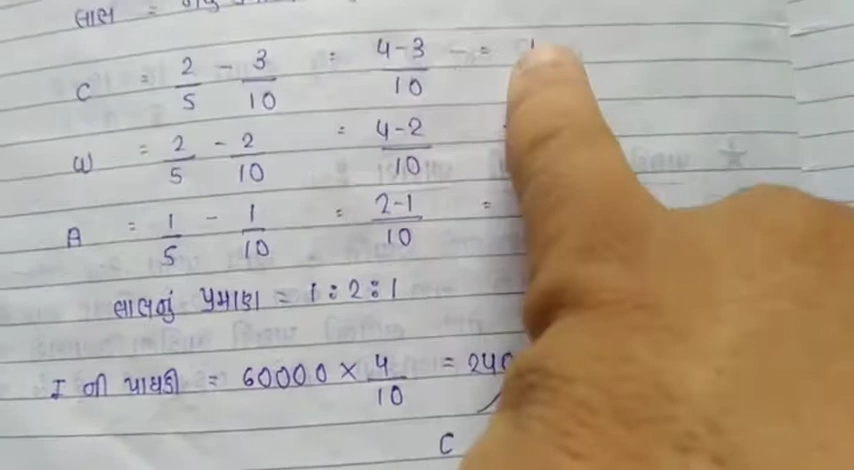 લાભ =
C = 2/5 - 3/10 = 4-3/10 =
W = 2/5 - 2/10 = 4-2/10
A = 1/5 - 1/10 = 2-1/10 =
લાભનું પ્રમાણ = 1 : 2 : 1
I ની પાઘડી = 60000 × 4/10 = 240
C